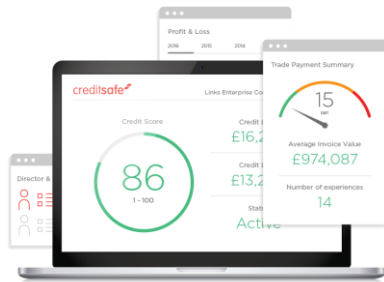 Profit & Loss
2016 2015 2014
Trade Payment Summary
15
DBT
Average Invoice Value
£974,087
Number of experiences
14
creditsafe
Links Enterprise Co
Credit Score
86
1 - 100
Credit
£16,2
Credit
£13,2
Stat
Active
Director &